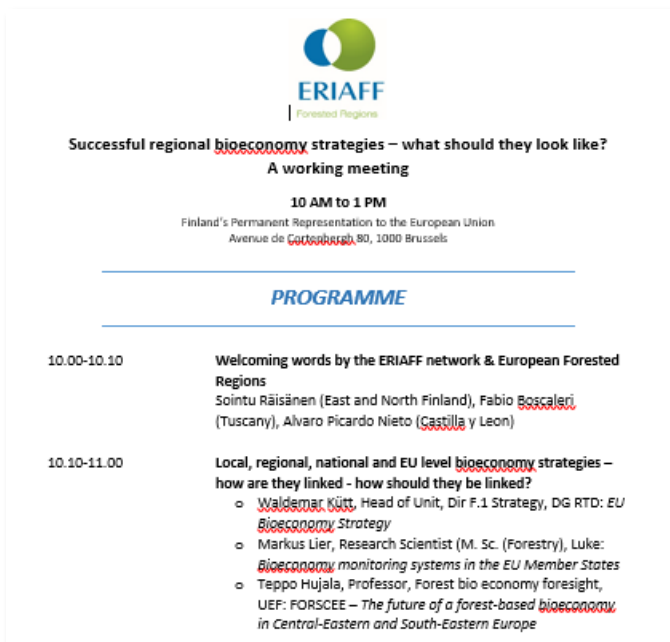 ERIAFF
Forested Regions
Successful regional bioeconomy strategies – what should they look like?
A working meeting
10 AM to 1 PM
Finland's Permanent Representation to the European Union
Avenue de Cortenbergh 80, 1000 Brussels
PROGRAMME
10.00-10.10
Welcoming words by the ERIAFF network & European Forested
Regions
Sointu Räisänen (East and North Finland), Fabio Boscaleri
(Tuscany), Alvaro Picardo Nieto (Castilla y Leon)
10.10-11.00
Local, regional, national and EU level bioeconomy strategies –
how are they linked - how should they be linked?
o Waldemar Kütt, Head of Unit, Dir F.1 Strategy, DG RTD: EU
Bioeconomy Strategy
o Markus Lier, Research Scientist (M. Sc. (Forestry), Luke:
Bioeconomy monitoring systems in the EU Member States
o Teppo Hujala, Professor, Forest bio economy foresight,
UEF: FORSCEE – The future of a forest-based bioeconomy
in Central-Eastern and South-Eastern Europe